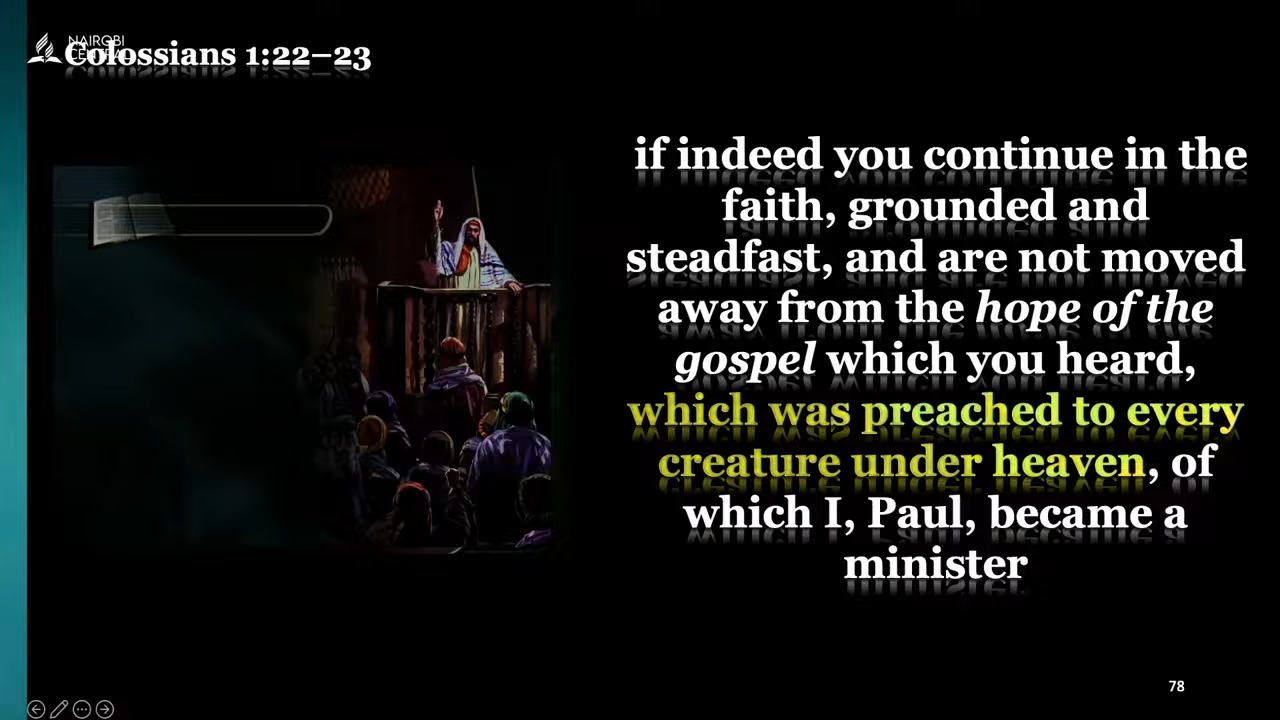 NAIROBI
CENTRAL
Colossians 1:22–23
if indeed you continue in the
faith, grounded and
steadfast, and are not moved
away from the hope of the
gospel which you heard,
which was preached to every
creature under heaven, of
which I, Paul, became a
minister
78